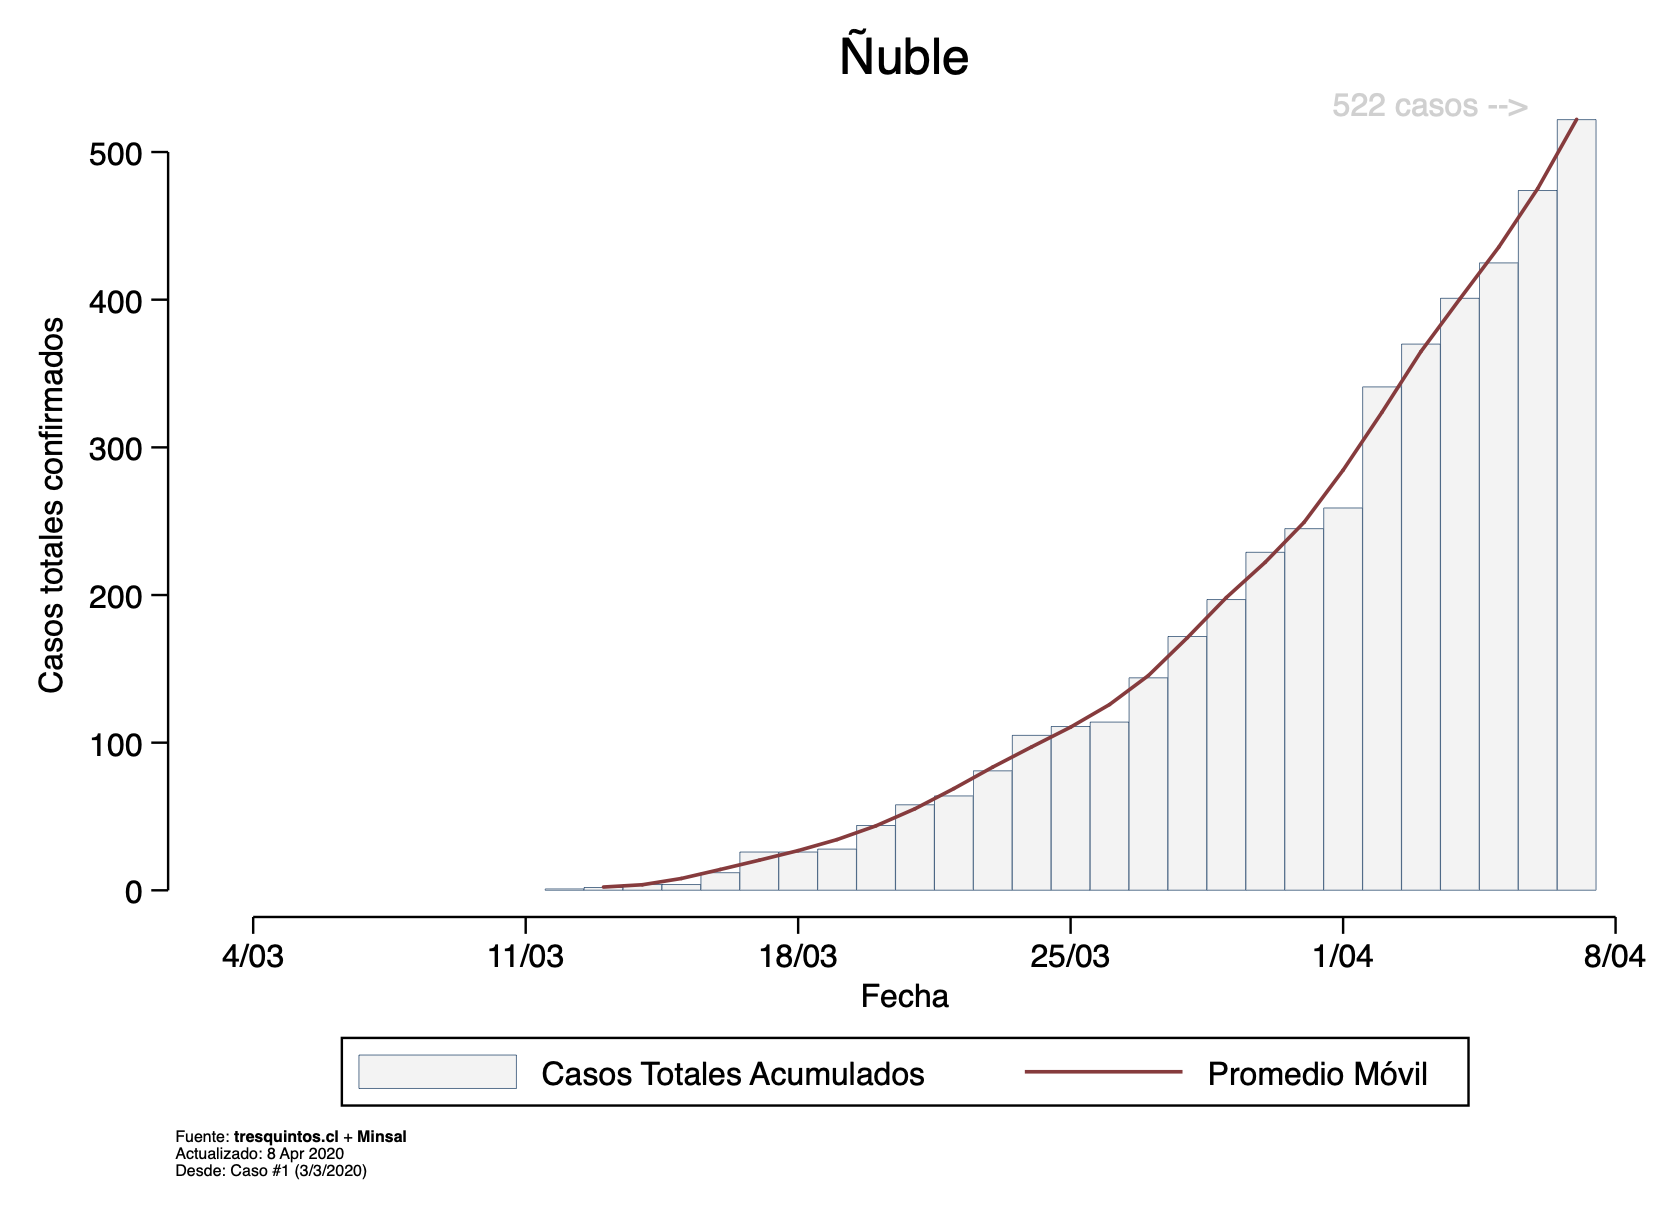 Ñuble
522 casos -->
Casos totales confirmados
500
400
300
200
100
0
4/03 11/03 18/03 25/03 1/04 8/04
Fecha
Casos Totales Acumulados Promedio Móvil
Fuente: tresquintos.cl + Minsal
Actualizado: 8 Apr 2020
Desde: Caso #1 (3/3/2020)